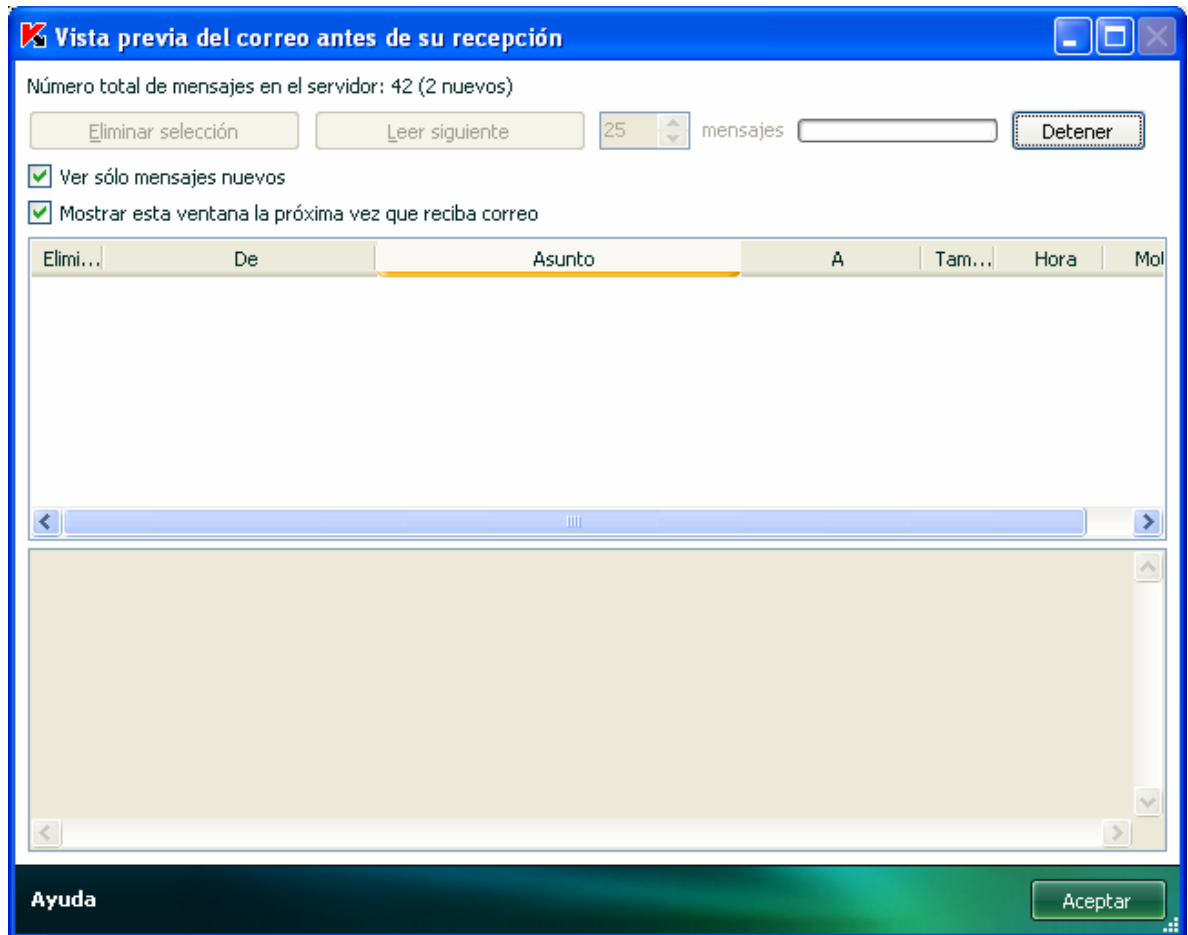 Vista previa del correo antes de su recepción
Número total de mensajes en el servidor: 42 (2 nuevos)
Eliminar selección Leer siguiente 25 mensajes Detener
Ver sólo mensajes nuevos
Mostrar esta ventana la próxima vez que reciba correo
Elimi... De Asunto A Tam... Hora Mot
Ayuda Aceptar